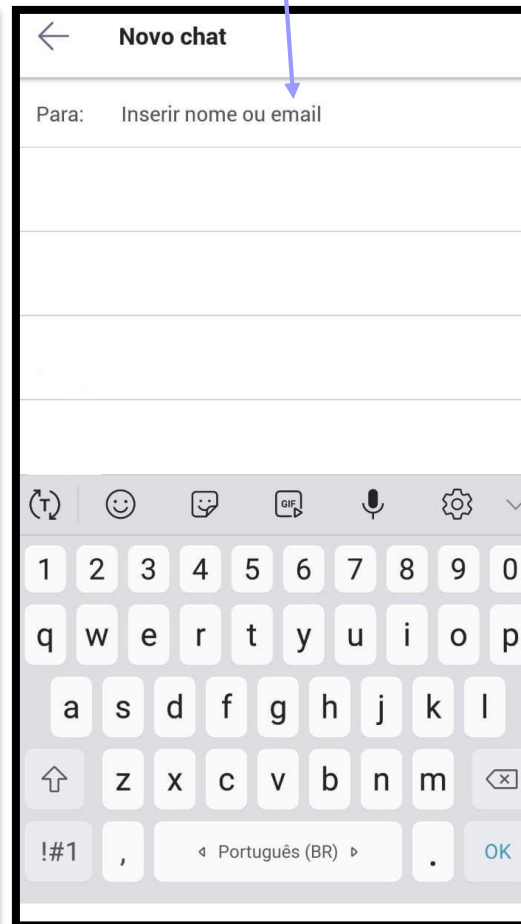 Novo chat
Para: Inserir nome ou email
T GIF
1 2 3 4 5 6 7 8 9 0
q w e r t y u i o p
a s d f g h j k l
z x c v b n m
!#1 , Português (BR) . OK